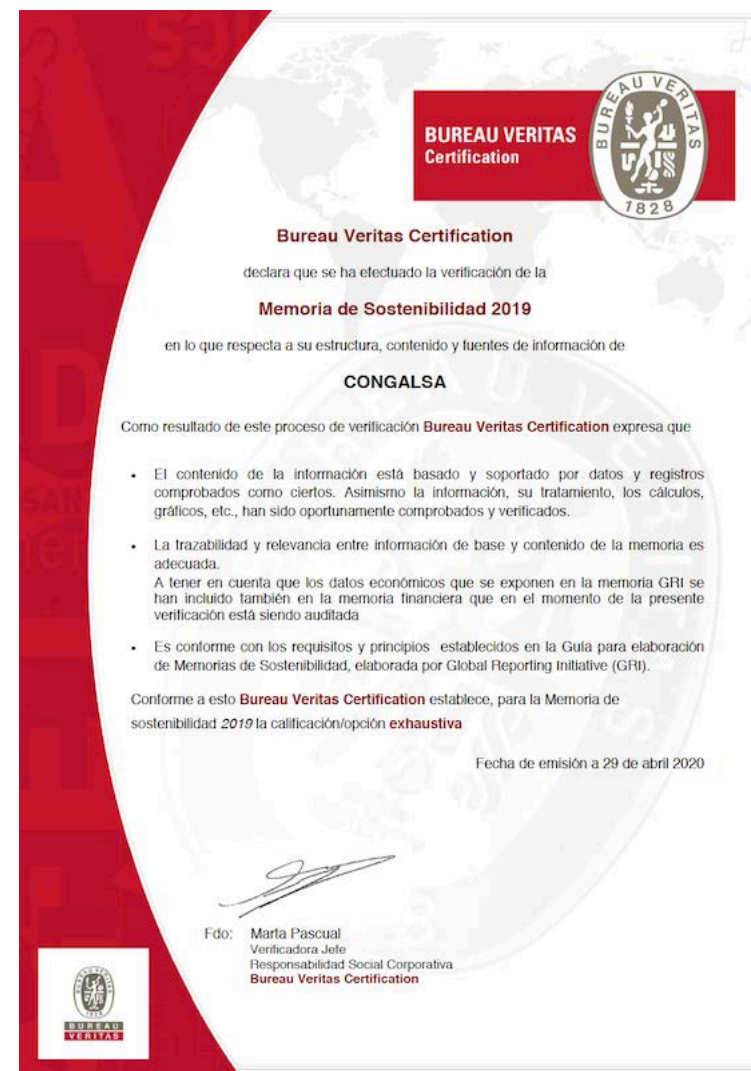 BUREAU VERITAS
Certification
BUREAU VERITAS
1828
Bureau Veritas Certification
declara que se ha efectuado la verificación de la
Memoria de Sostenibilidad 2019
en lo que respecta a su estructura, contenido y fuentes de información de
CONGALSA
Como resultado de este proceso de verificación Bureau Veritas Certification expresa que
• El contenido de la información está basado y soportado por datos y registros
comprobados como ciertos. Asimismo la información, su tratamiento, los cálculos,
gráficos, etc., han sido oportunamente comprobados y verificados.
• La trazabilidad y relevancia entre información de base y contenido de la memoria es
adecuada.
A tener en cuenta que los datos económicos que se exponen en la memoria GRI se
han incluido también en la memoria financiera que en el momento de la presente
verificación está siendo auditada
• Es conforme con los requisitos y principios establecidos en la Guía para elaboración
de Memorias de Sostenibilidad, elaborada por Global Reporting Initiative (GRI).
Conforme a esto Bureau Veritas Certification establece, para la Memoria de
sostenibilidad 2019 la calificación/opción exhaustiva
Fecha de emisión a 29 de abril 2020
Fdo: Marta Pascual
Verificadora Jefe
Responsabilidad Social Corporativa
Bureau Veritas Certification
BUREAU
VERITAS